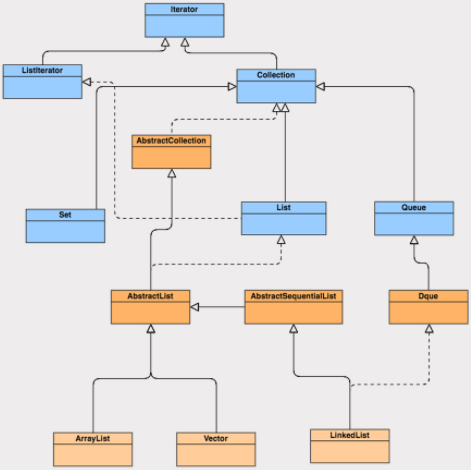 Iterator
ListIterator
Collection
AbstractCollection
Set
List
Queue
AbstractList
AbstractSequentialList
Dque
ArrayList
Vector
LinkedList